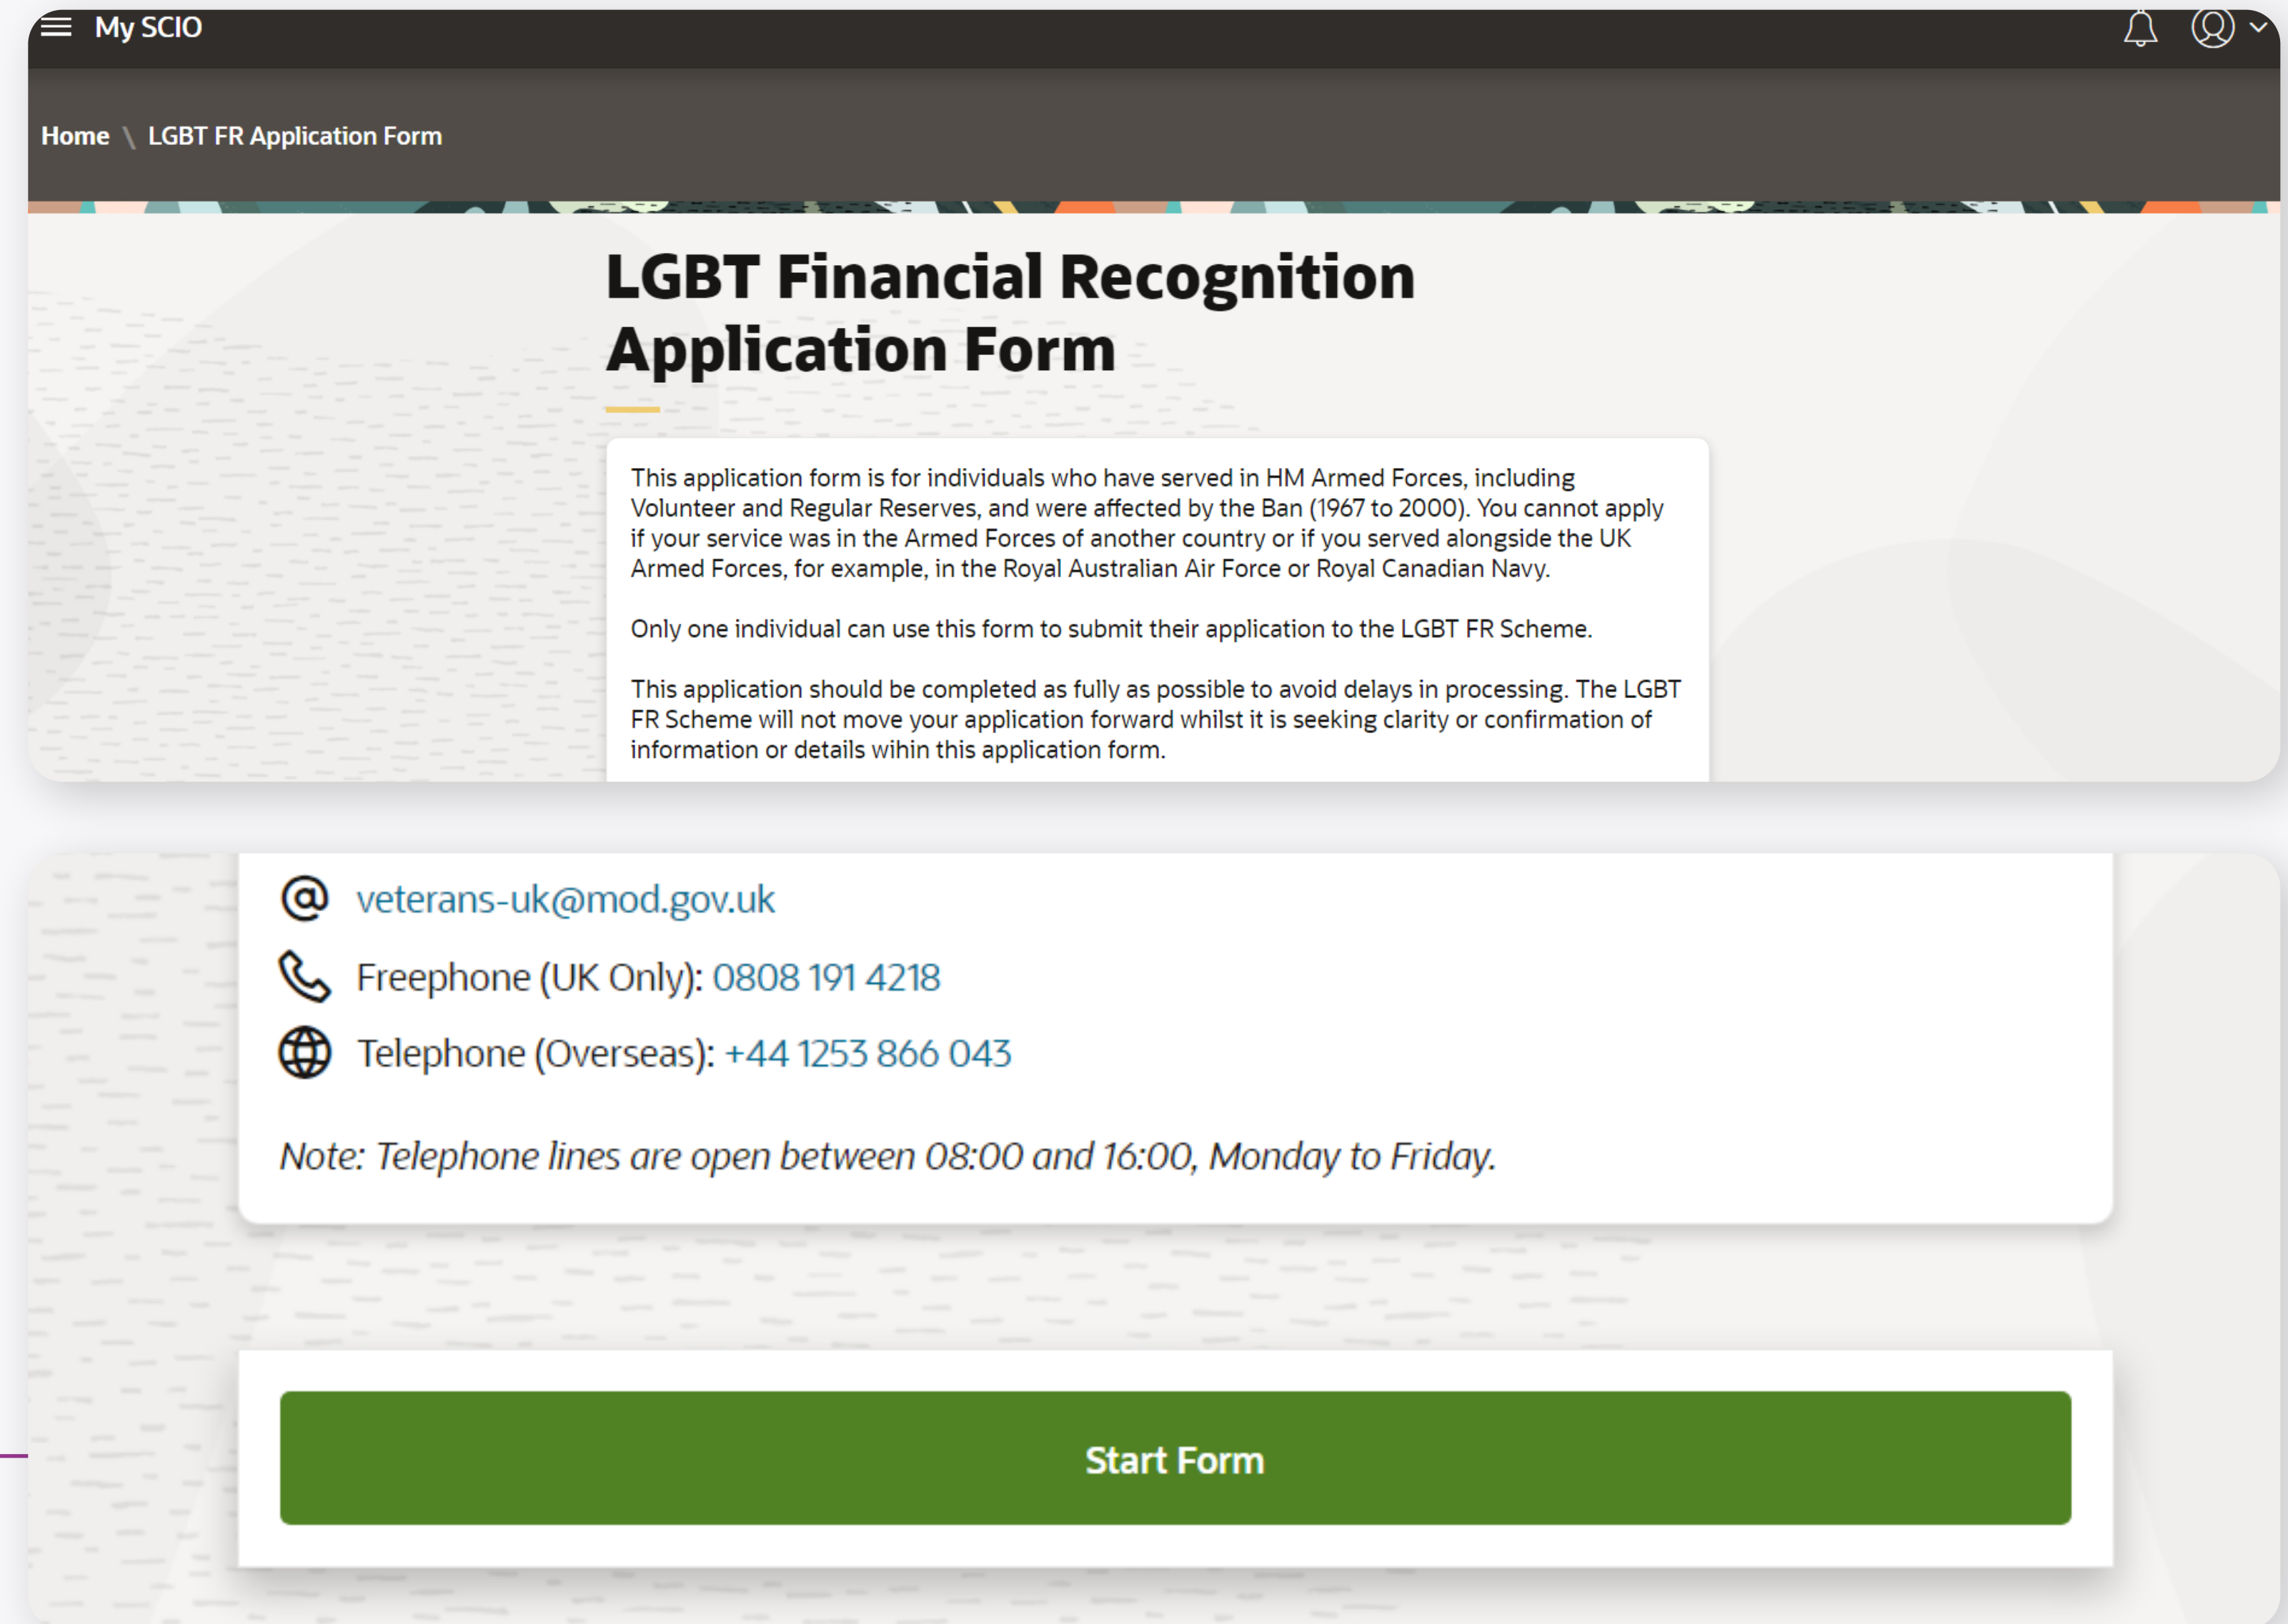 My SCIO
Home \ LGBT FR Application Form
LGBT Financial Recognition
Application Form
This application form is for individuals who have served in HM Armed Forces, including
Volunteer and Regular Reserves, and were affected by the Ban (1967 to 2000). You cannot apply
if your service was in the Armed Forces of another country or if you served alongside the UK
Armed Forces, for example, in the Royal Australian Air Force or Royal Canadian Navy.
Only one individual can use this form to submit their application to the LGBT FR Scheme.
This application should be completed as fully as possible to avoid delays in processing. The LGBT
FR Scheme will not move your application forward whilst it is seeking clarity or confirmation of
information or details wihin this application form.
veterans-uk@mod.gov.uk
Freephone (UK Only): 0808 191 4218
Telephone (Overseas): +44 1253 866 043
Note: Telephone lines are open between 08:00 and 16:00, Monday to Friday.
Start Form